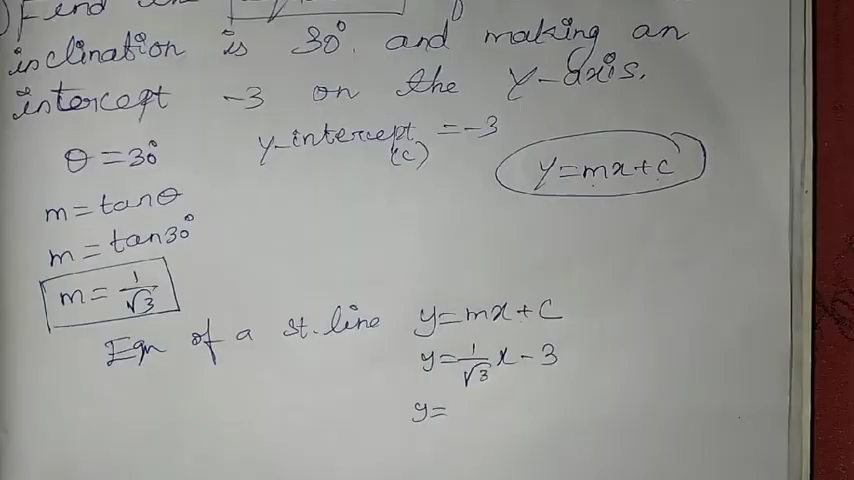 ) Find
inclination is 30°. and making an
intercept -3 on the Y-axis.
θ = 30°
y-intercept = -3
(c)
y=mx+c
m = tanθ
m = tan30°
m = 1/√3
Eqn of a st. line y=mx+c
y= 1/√3 x - 3
y=